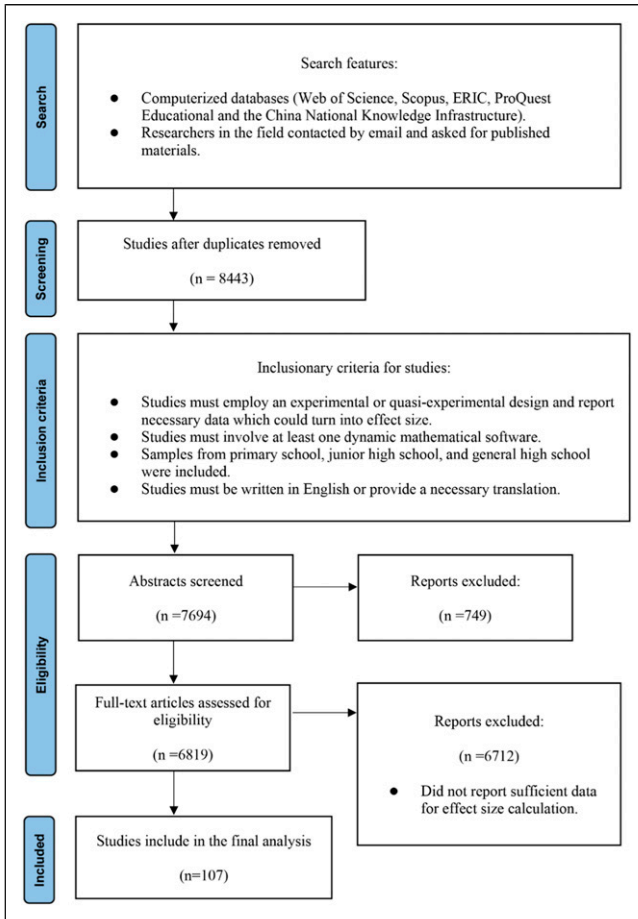 Search
Search features:
● Computerized databases (Web of Science, Scopus, ERIC, ProQuest
Educational and the China National Knowledge Infrastructure).
● Researchers in the field contacted by email and asked for published
materials.
Screening
Studies after duplicates removed
(n = 8443)
Inclusion criteria
Inclusionary criteria for studies:
● Studies must employ an experimental or quasi-experimental design and report
necessary data which could turn into effect size.
● Studies must involve at least one dynamic mathematical software.
● Samples from primary school, junior high school, and general high school
were included.
● Studies must be written in English or provide a necessary translation.
Eligibility
Abstracts screened
(n =7694)
Reports excluded:
(n =749)
Full-text articles assessed for
eligibility
(n =6819)
Reports excluded:
(n =6712)
● Did not report sufficient data
for effect size calculation.
Included
Studies include in the final analysis
(n=107)